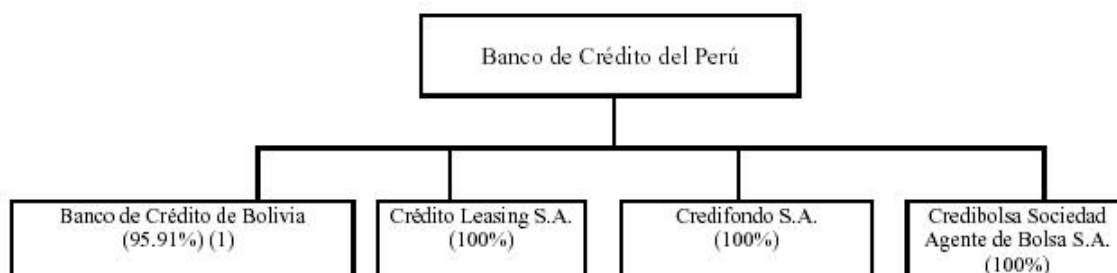 Banco de Crédito del Perú
Banco de Crédito de Bolivia
(95.91%) (1)
Crédito Leasing S.A.
(100%)
Credifondo S.A.
(100%)
Credibolsa Sociedad
Agente de Bolsa S.A.
(100%)